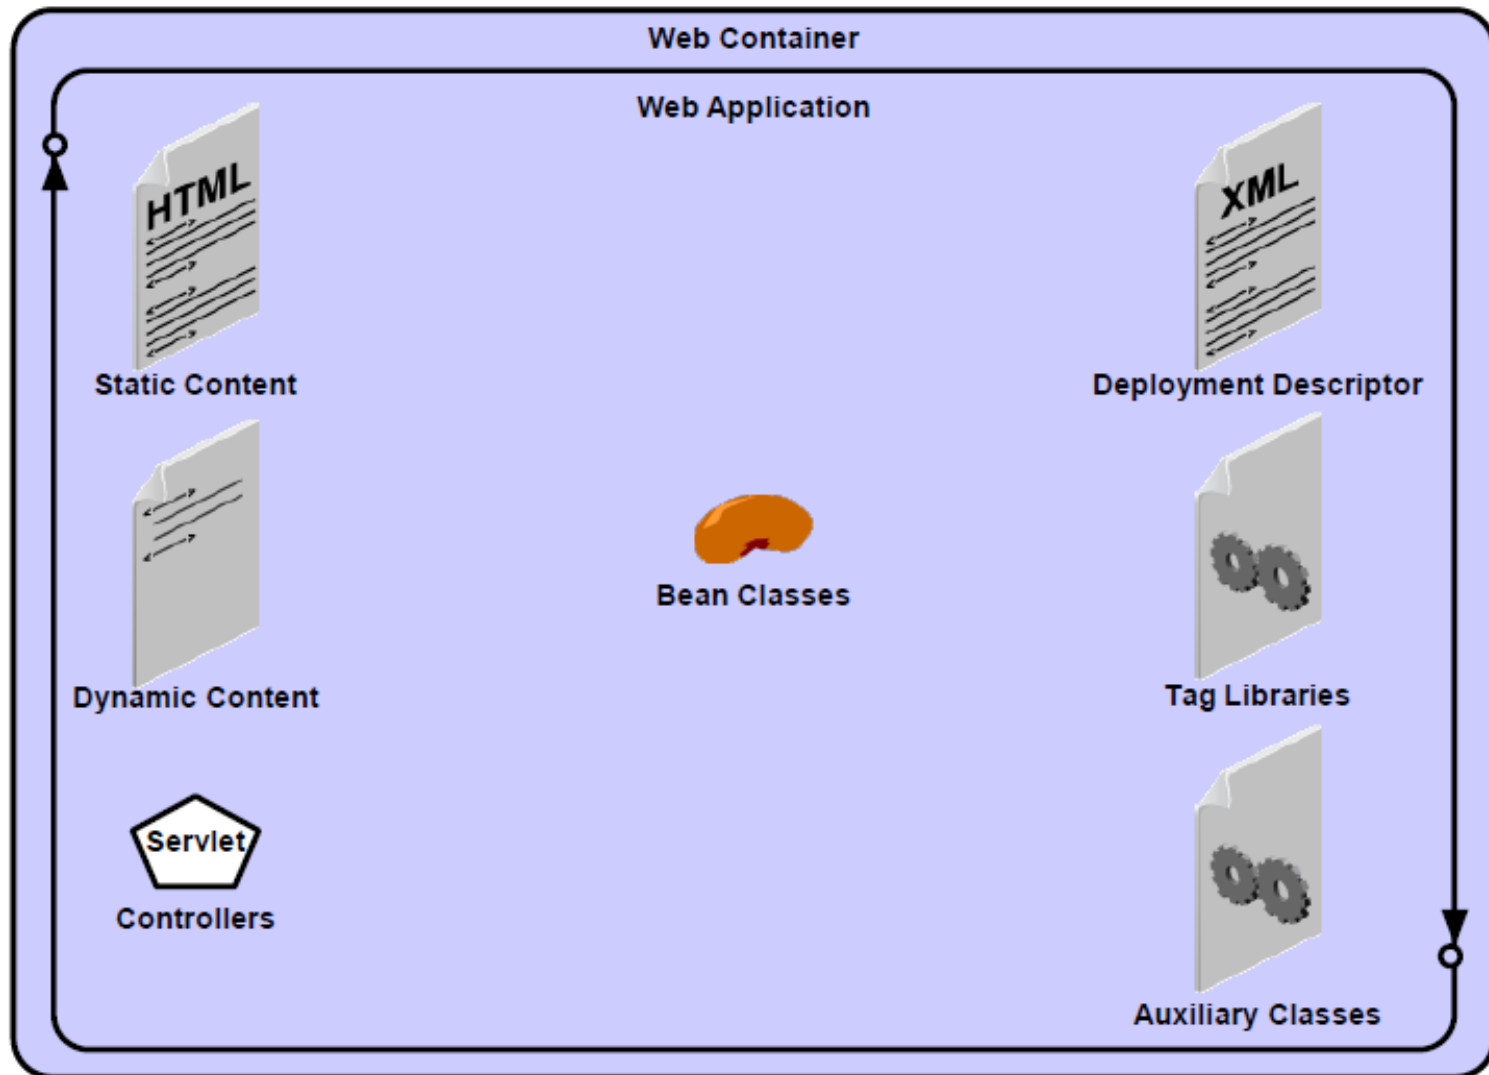 Web Container
Web Application
HTML
XML
Static Content
Deployment Descriptor
Bean Classes
Dynamic Content
Tag Libraries
Servlet
Controllers
Auxiliary Classes